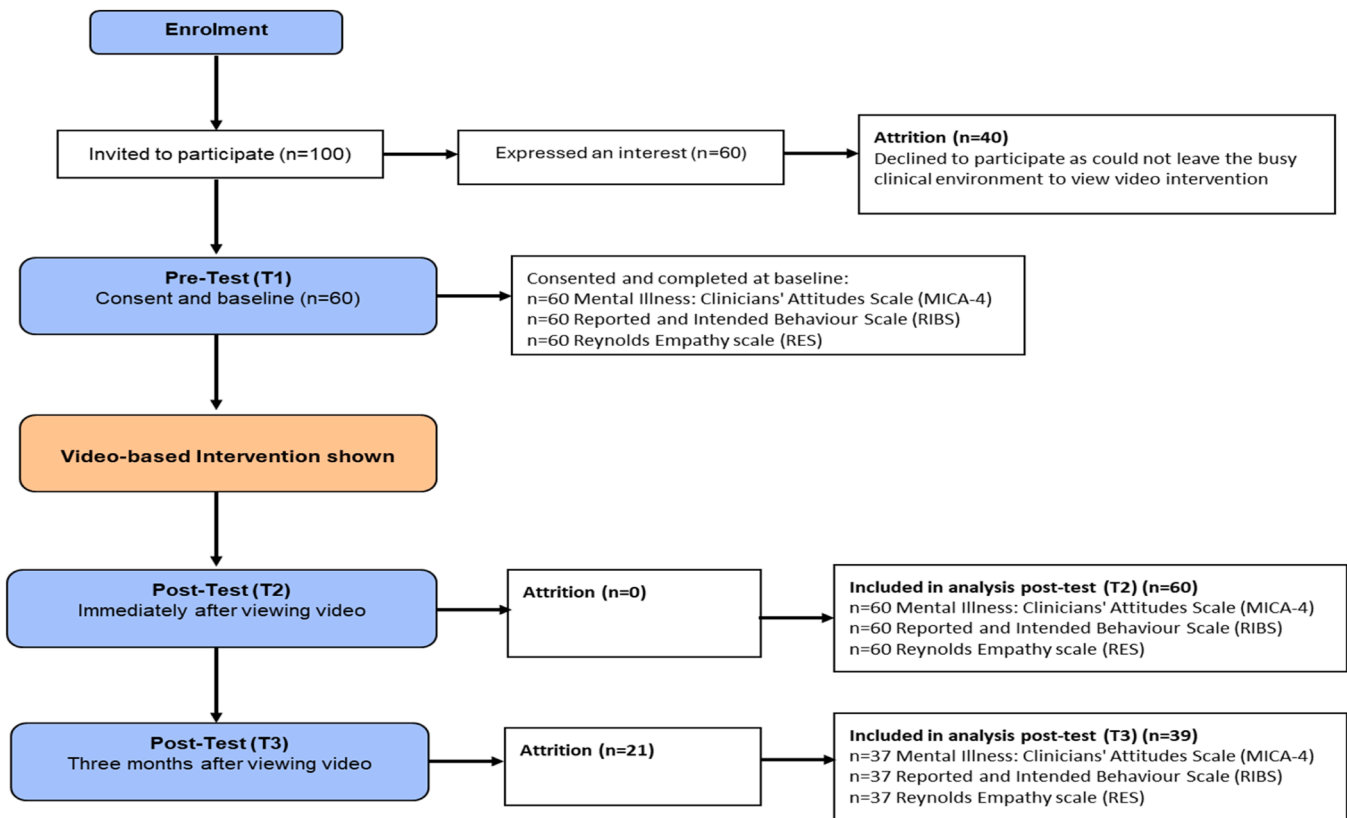 Enrolment
Invited to participate (n=100)
Expressed an interest (n=60)
Attrition (n=40)
Declined to participate as could not leave the busy
clinical environment to view video intervention
Pre-Test (T1)
Consent and baseline (n=60)
Consented and completed at baseline:
n=60 Mental Illness: Clinicians' Attitudes Scale (MICA-4)
n=60 Reported and Intended Behaviour Scale (RIBS)
n=60 Reynolds Empathy scale (RES)
Video-based Intervention shown
Post-Test (T2)
Immediately after viewing video
Attrition (n=0)
Included in analysis post-test (T2) (n=60)
n=60 Mental Illness: Clinicians' Attitudes Scale (MICA-4)
n=60 Reported and Intended Behaviour Scale (RIBS)
n=60 Reynolds Empathy scale (RES)
Post-Test (T3)
Three months after viewing video
Attrition (n=21)
Included in analysis post-test (T3) (n=39)
n=37 Mental Illness: Clinicians' Attitudes Scale (MICA-4)
n=37 Reported and Intended Behaviour Scale (RIBS)
n=37 Reynolds Empathy scale (RES)